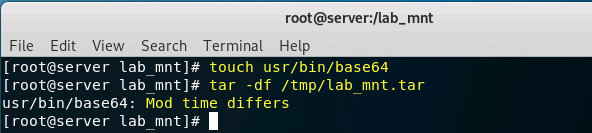 root@server:/lab_mnt
File Edit View Search Terminal Help
[root@server lab_mnt]# touch usr/bin/base64
[root@server lab_mnt]# tar -df /tmp/lab_mnt.tar
usr/bin/base64: Mod time differs
[root@server lab_mnt]#